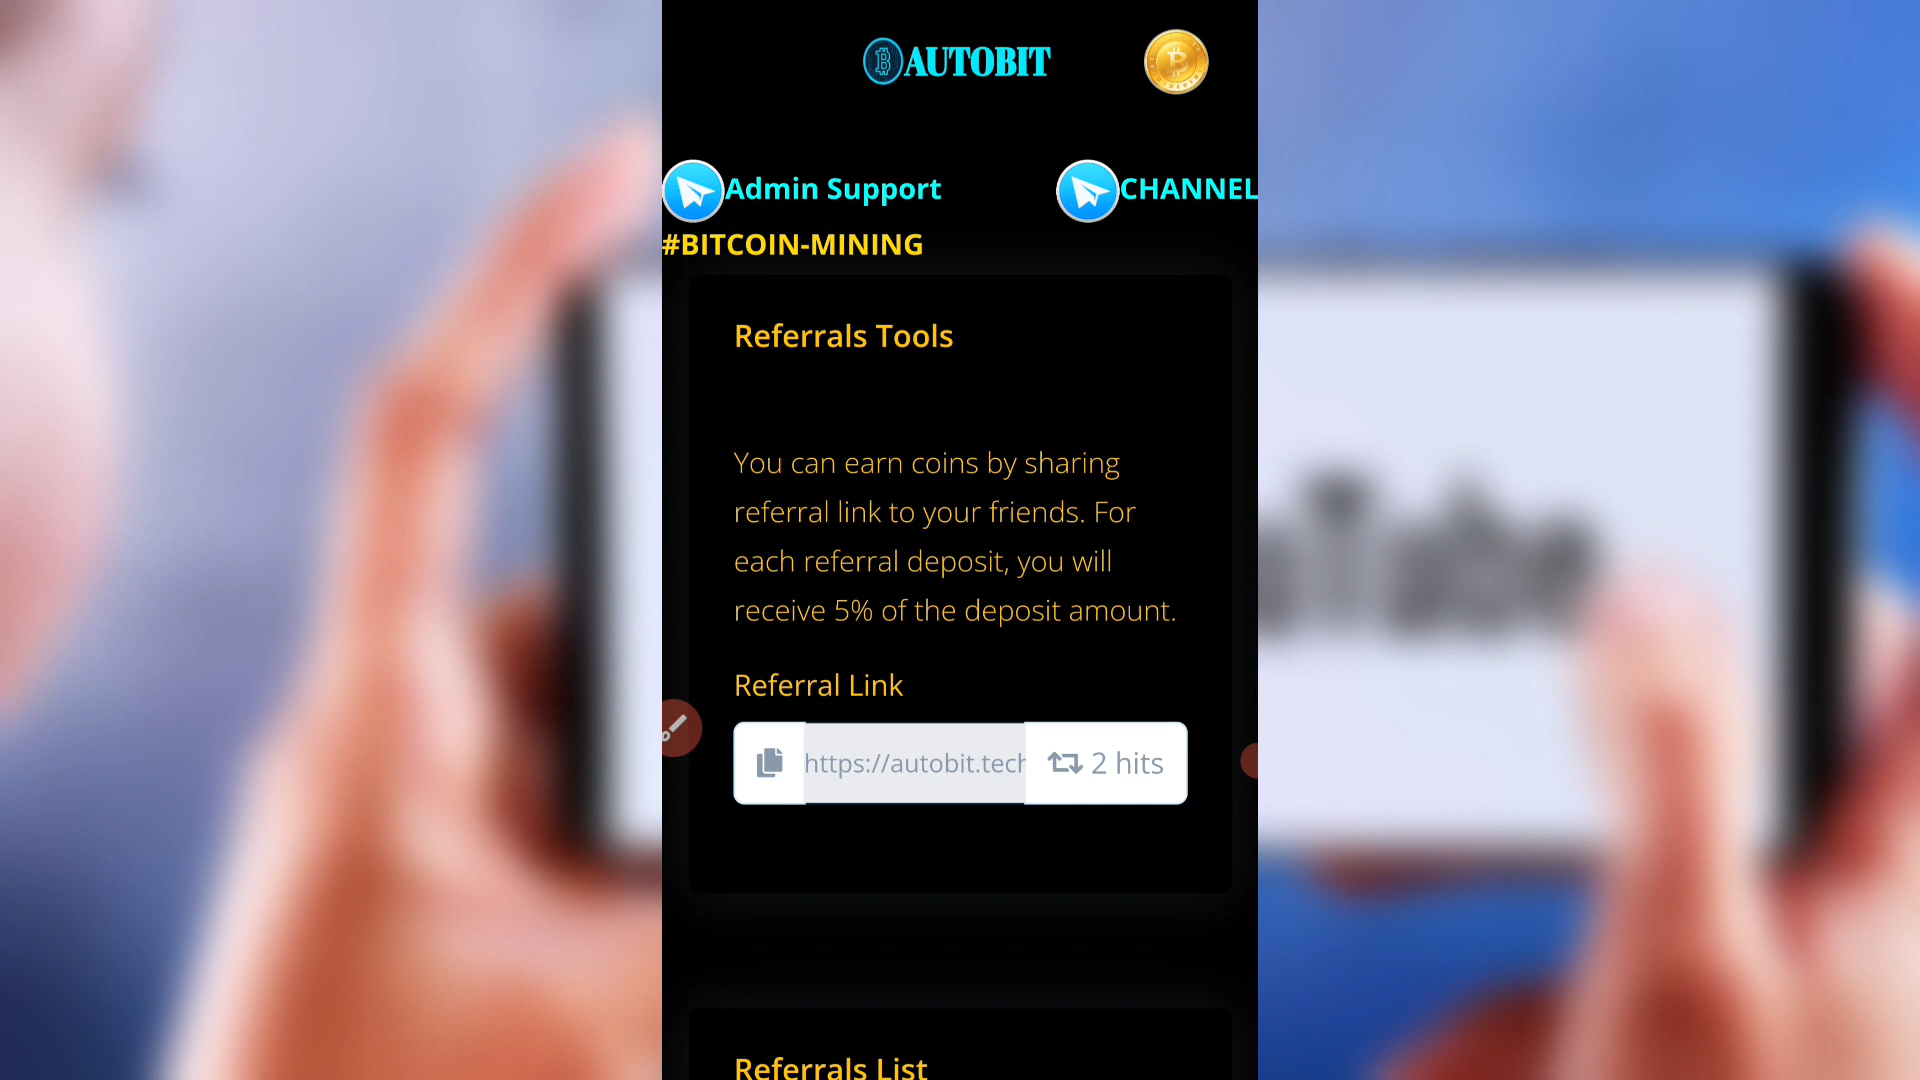 AUTOBIT
Admin Support
CHANNEL
#BITCOIN-MINING
Referrals Tools
You can earn coins by sharing
referral link to your friends. For
each referral deposit, you will
receive 5% of the deposit amount.
Referral Link
https://autobit.tech
2 hits
Referrals List